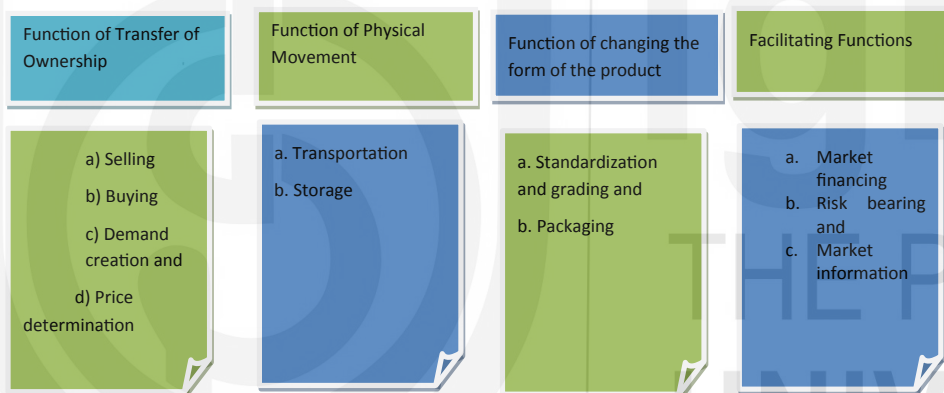 Function of Transfer of
Ownership
a) Selling
b) Buying
c) Demand
creation and
d) Price
determination
Function of Physical
Movement
a. Transportation
b. Storage
Function of changing the
form of the product
a. Standardization
and grading and
b. Packaging
Facilitating Functions
a. Market
financing
b. Risk bearing
and
c. Market
information
THE P